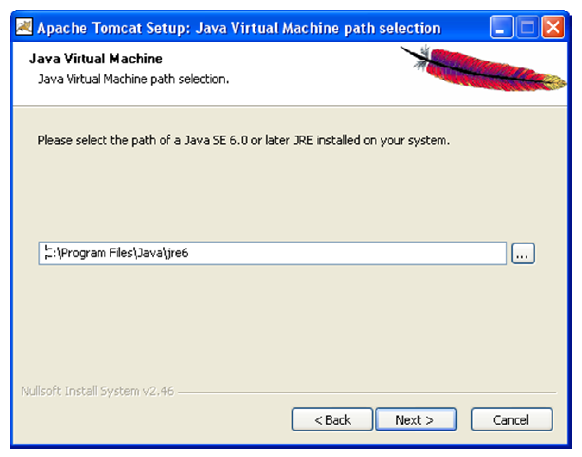 Apache Tomcat Setup: Java Virtual Machine path selection
Java Virtual Machine
Java Virtual Machine path selection.
Please select the path of a Java SE 6.0 or later JRE installed on your system.
C:\Program Files\Java\jre6
...
Nullsoft Install System v2.46
< Back Next > Cancel